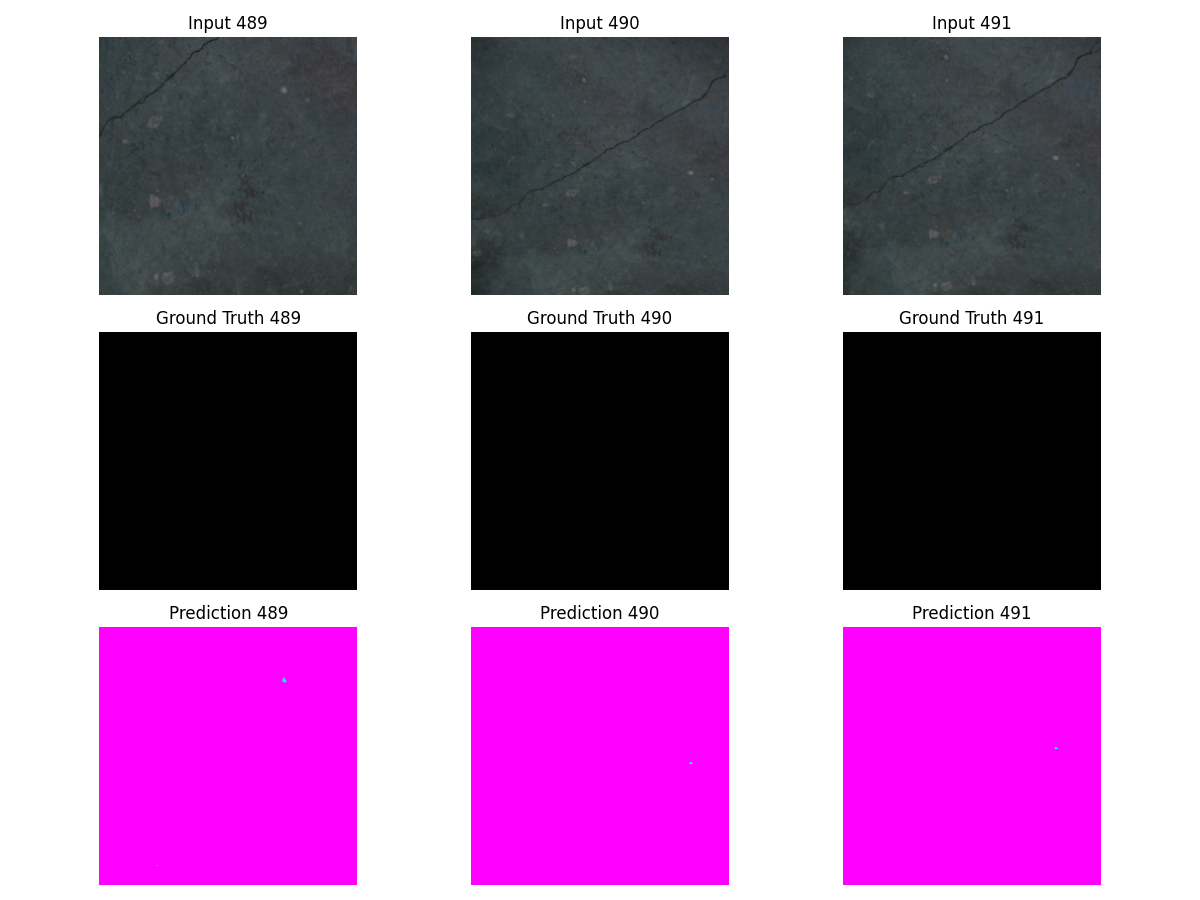 Input 489
Input 490
Input 491
Ground Truth 489
Ground Truth 490
Ground Truth 491
Prediction 489
Prediction 490
Prediction 491